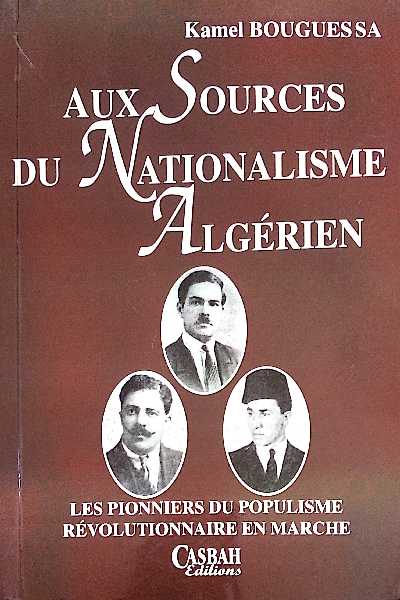 Kamel BOUGUESSA
AUX SOURCES
DU NATIONALISME
ALGÉRIEN
LES PIONNIERS DU POPULISME
RÉVOLUTIONNAIRE EN MARCHE
CASBAH
Editions